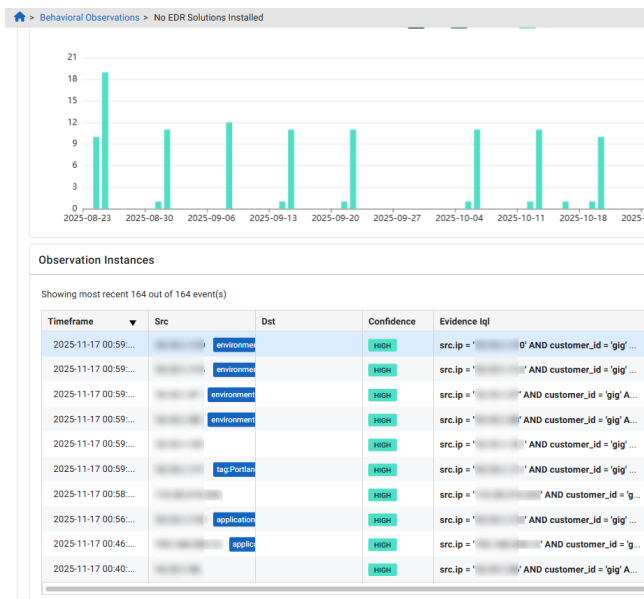 > Behavioral Observations > No EDR Solutions Installed
21
18
15
12
9
6
3
0
2025-08-23 2025-08-30 2025-09-06 2025-09-13 2025-09-20 2025-09-27 2025-10-04 2025-10-11 2025-10-18 2025-
Observation Instances
Showing most recent 164 out of 164 event(s)
Timeframe ▼ Src Dst Confidence Evidence Iql
2025-11-17 00:59:... environme HIGH src.ip = ' 0' AND customer_id = 'gig' ...
2025-11-17 00:59:... environme HIGH src.ip = ' ' AND customer_id = 'gig' ...
2025-11-17 00:59:... environment HIGH src.ip = ' ' AND customer_id = 'gig' A...
2025-11-17 00:59:... environment HIGH src.ip = ' ' AND customer_id = 'gig' A...
2025-11-17 00:59:... HIGH src.ip = ' ' AND customer_id = 'gig' ...
2025-11-17 00:59:... tag:Portlan HIGH src.ip = ' ' AND customer_id = 'gig' ...
2025-11-17 00:58:... HIGH src.ip = ' ' AND customer_id = 'g...
2025-11-17 00:56:... application HIGH src.ip = ' ' AND customer_id = 'gig' ...
2025-11-17 00:46:... applic HIGH src.ip = ' ' AND customer_id = 'g...
2025-11-17 00:40:... HIGH src.ip = ' ' AND customer_id = 'gig' A...